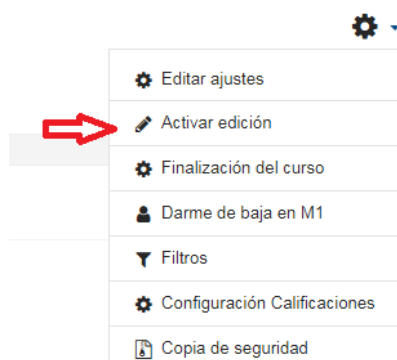 Editar ajustes
Activar edición
Finalización del curso
Darme de baja en M1
Filtros
Configuración Calificaciones
Copia de seguridad